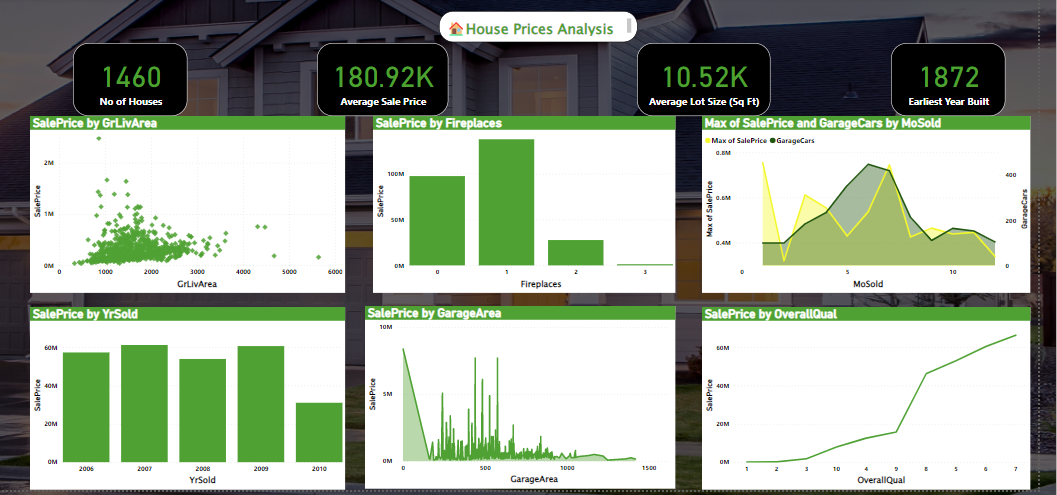 🏠House Prices Analysis
1460
No of Houses
180.92K
Average Sale Price
10.52K
Average Lot Size (Sq Ft)
1872
Earliest Year Built
SalePrice by GrLivArea
SalePrice
2M
1M
0M
0 1000 2000 3000 4000 5000 6000
GrLivArea
SalePrice by Fireplaces
SalePrice
100M
50M
0M
0 1 2 3
Fireplaces
Max of SalePrice and GarageCars by MoSold
Max of SalePrice GarageCars
Max of SalePrice
0.8M
0.6M
0.4M
400
200
0
GarageCars
0 5 10
MoSold
SalePrice by YrSold
SalePrice
60M
40M
20M
0M
2006 2007 2008 2009 2010
YrSold
SalePrice by GarageArea
SalePrice
10M
5M
0M
0 500 1000 1500
GarageArea
SalePrice by OverallQual
SalePrice
60M
40M
20M
0M
1 2 3 10 4 9 8 5 6 7
OverallQual